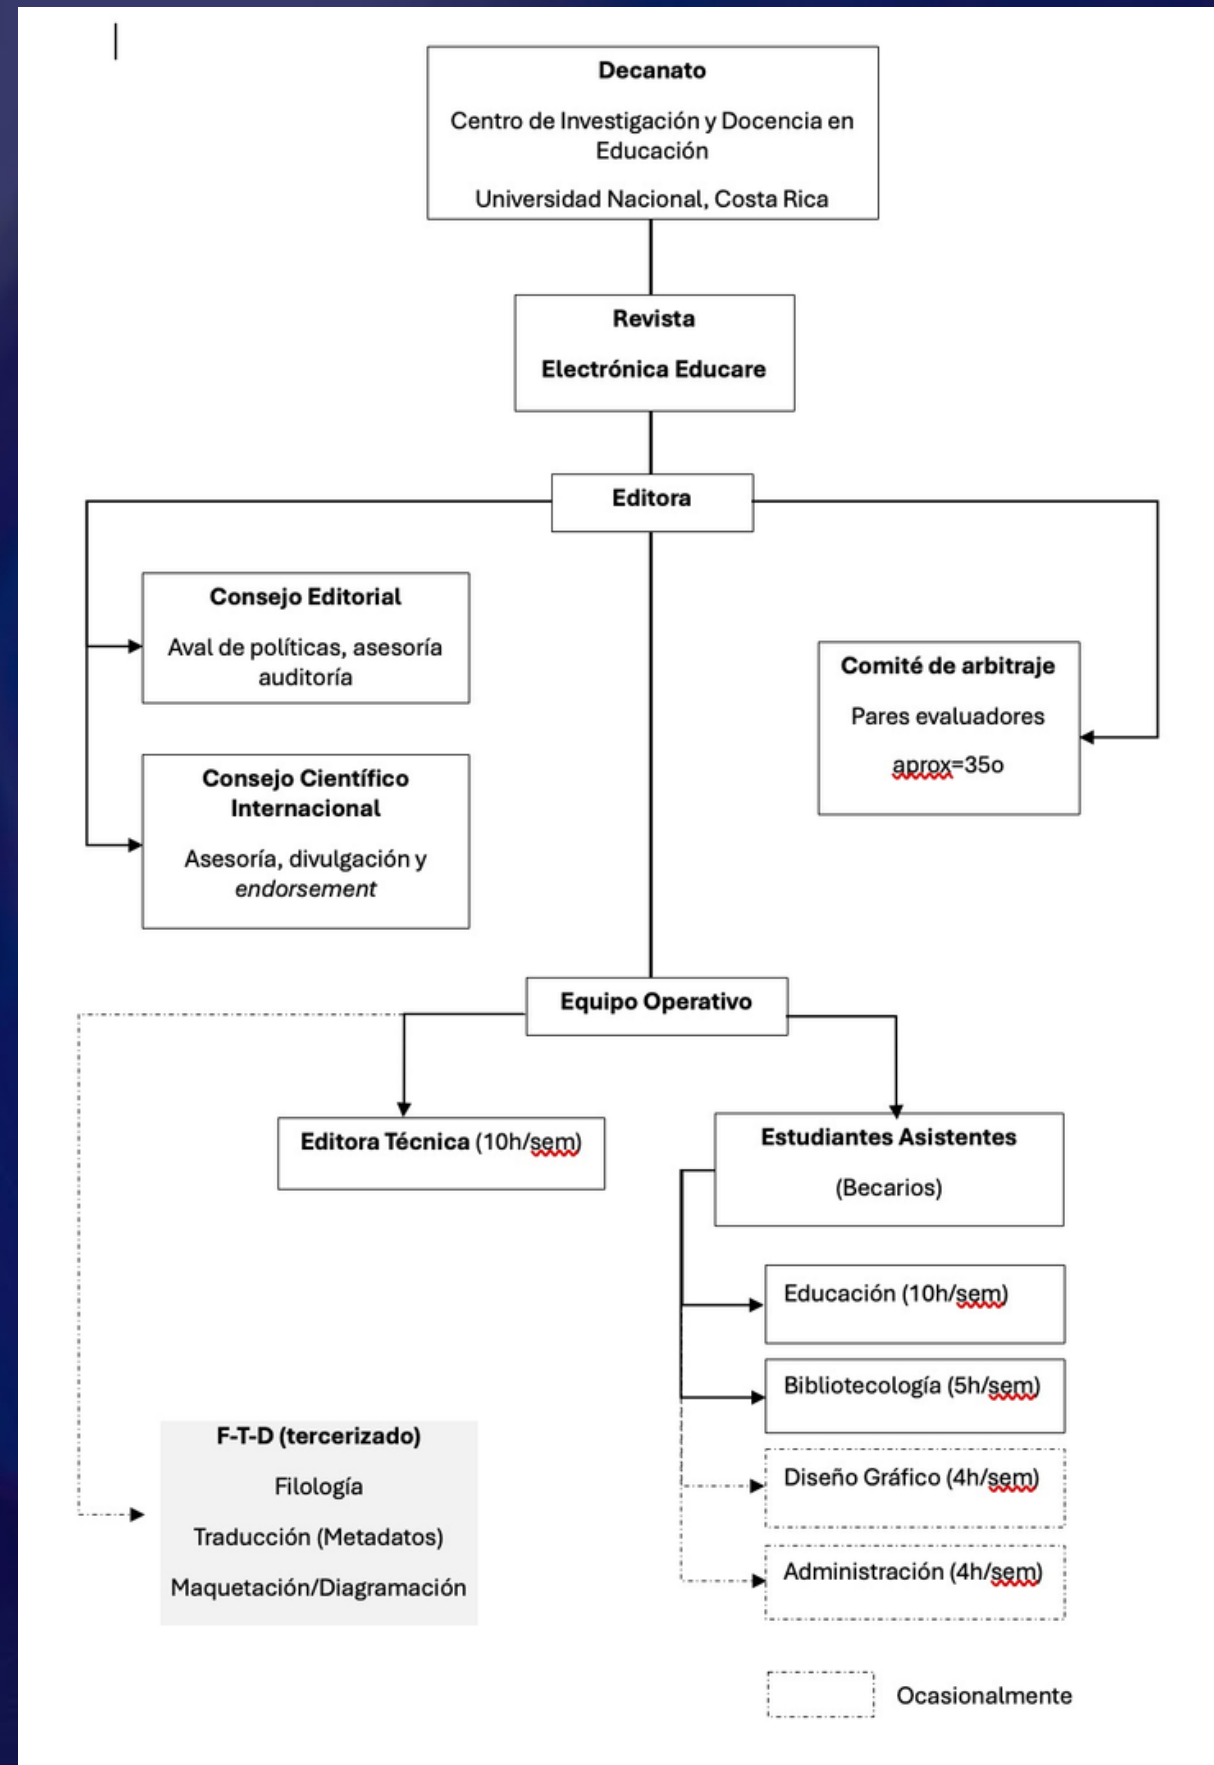 Decanato
Centro de Investigación y Docencia en
Educación
Universidad Nacional, Costa Rica
Revista
Electrónica Educare
Editora
Consejo Editorial
Aval de políticas, asesoría
auditoría
Comité de arbitraje
Pares evaluadores
aprox=35o
Consejo Científico
Internacional
Asesoría, divulgación y
endorsement
Equipo Operativo
Editora Técnica (10h/sem)
Estudiantes Asistentes
(Becarios)
Educación (10h/sem)
Bibliotecología (5h/sem)
Diseño Gráfico (4h/sem)
Administración (4h/sem)
F-T-D (tercerizado)
Filología
Traducción (Metadatos)
Maquetación/Diagramación
Ocasionalmente